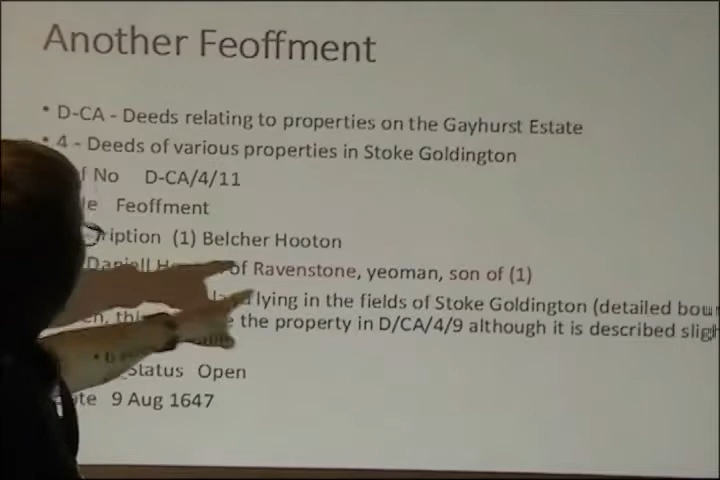 Another Feoffment
• D-CA - Deeds relating to properties on the Gayhurst Estate
• 4 - Deeds of various properties in Stoke Goldington
f No D-CA/4/11
le Feoffment
ription (1) Belcher Hooton
Daniell of Ravenstone, yeoman, son of (1)
lying in the fields of Stoke Goldington (detailed bou
the property in D/CA/4/9 although it is described sligh
Status Open
te 9 Aug 1647